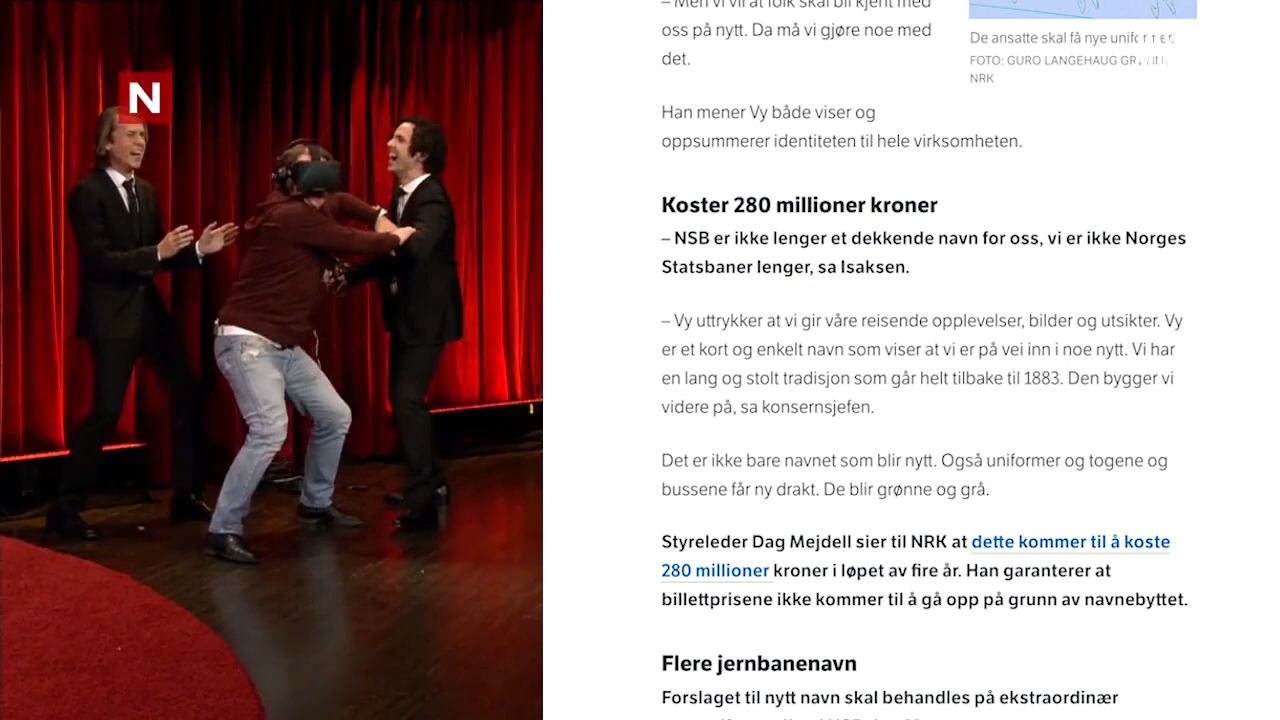 N
– Men vi vil at folk skal bli kjent med
oss på nytt. Da må vi gjøre noe med
det.
De ansatte skal få nye uniformer.
FOTO: GURO LANGEHAUG
NRK
Han mener Vy både viser og
oppsummerer identiteten til hele virksomheten.
Koster 280 millioner kroner
– NSB er ikke lenger et dekkende navn for oss, vi er ikke Norges
Statsbaner lenger, sa Isaksen.
– Vy uttrykker at vi gir våre reisende opplevelser, bilder og utsikter. Vy
er et kort og enkelt navn som viser at vi er på vei inn i noe nytt. Vi har
en lang og stolt tradisjon som går helt tilbake til 1883. Den bygger vi
videre på, sa konsernsjefen.
Det er ikke bare navnet som blir nytt. Også uniformer og togene og
bussene får ny drakt. De blir grønne og grå.
Styreleder Dag Mejdell sier til NRK at dette kommer til å koste
280 millioner kroner i løpet av fire år. Han garanterer at
billettprisene ikke kommer til å gå opp på grunn av navnebyttet.
Flere jernbanenavn
Forslaget til nytt navn skal behandles på ekstraordinær